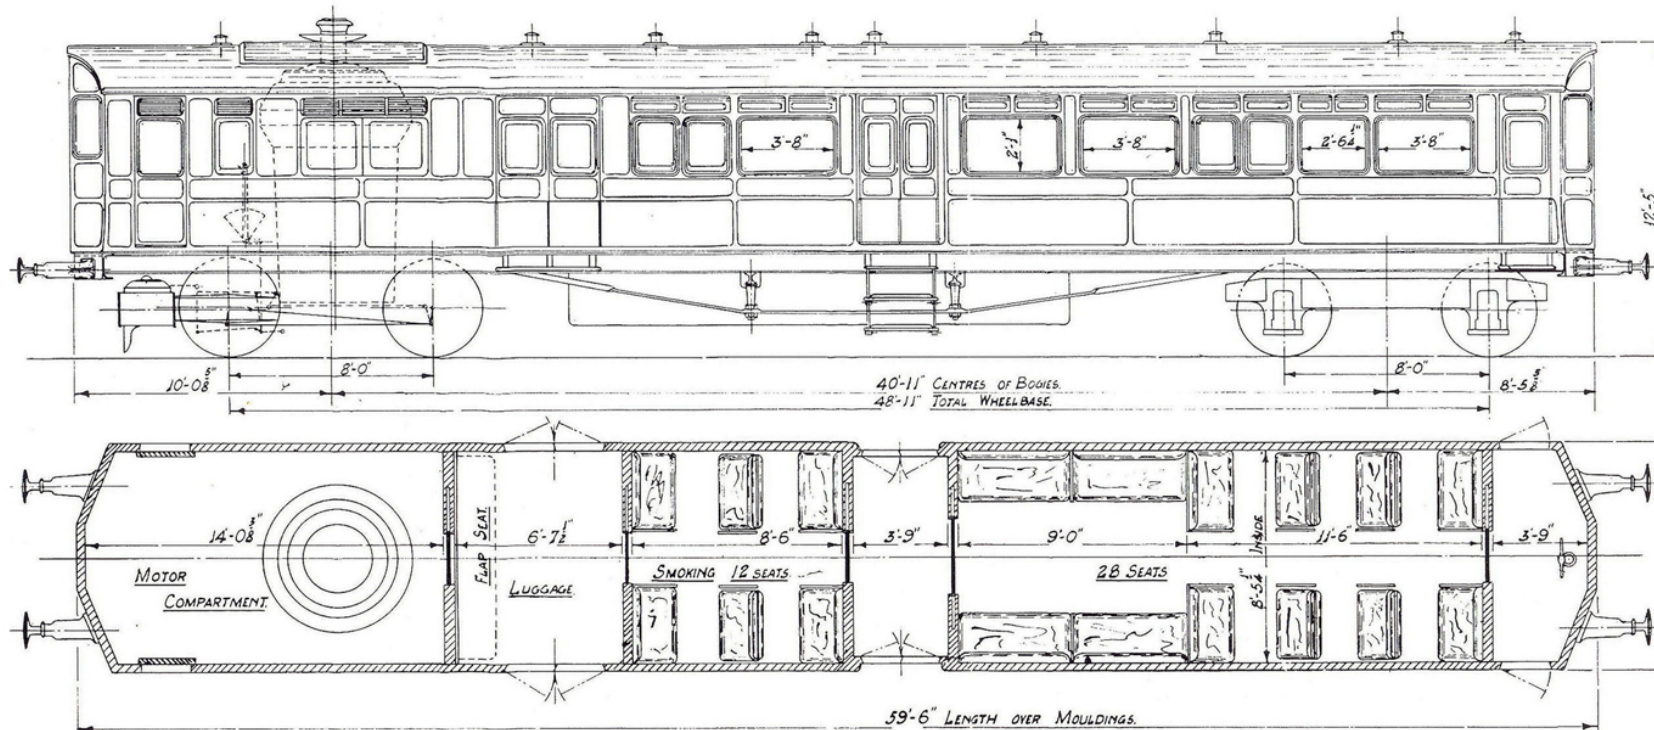 3'-8"
2'-1"
3'-8"
2'-6¼"
3'-8"
12'-5"
10'-0⅝"
8'-0"
40'-11" CENTRES OF BOGIES.
48'-11" TOTAL WHEELBASE.
8'-0"
8'-5⅝"
14'-0⅝"
MOTOR
COMPARTMENT.
FLAP SEAT.
6'-7½"
LUGGAGE
8'-6"
SMOKING 12 SEATS.
3'-9"
9'-0"
28 SEATS
8'-5¼" INSIDE
11'-6"
3'-9"
59'-6" LENGTH OVER MOULDINGS.